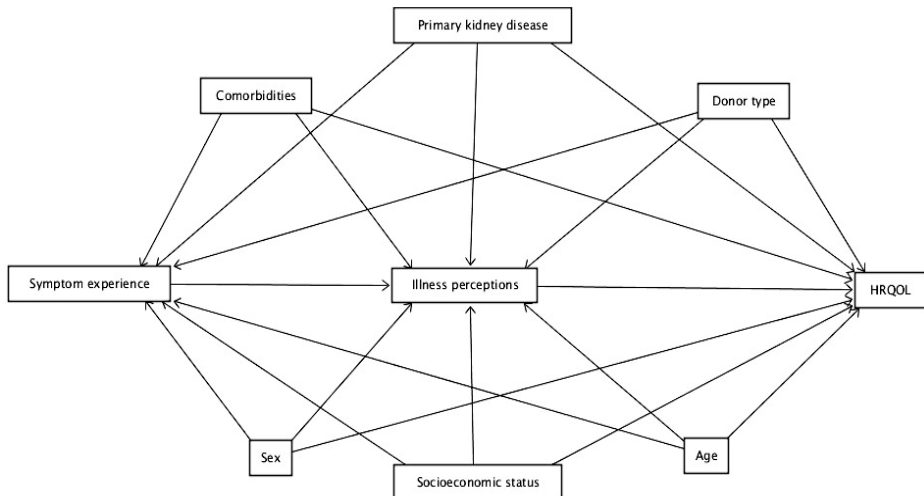 Primary kidney disease
Comorbidities
Donor type
Symptom experience
Illness perceptions
HRQOL
Sex
Age
Socioeconomic status